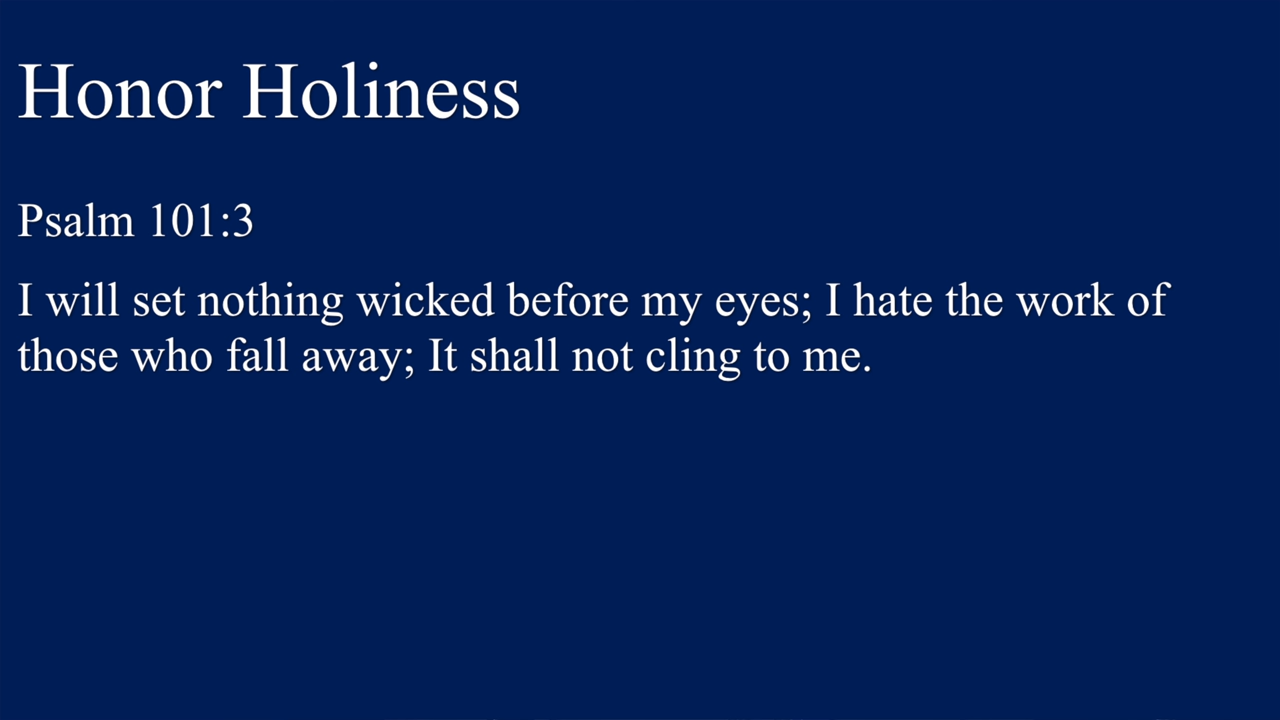 Honor Holiness
Psalm 101:3
I will set nothing wicked before my eyes; I hate the work of
those who fall away; It shall not cling to me.